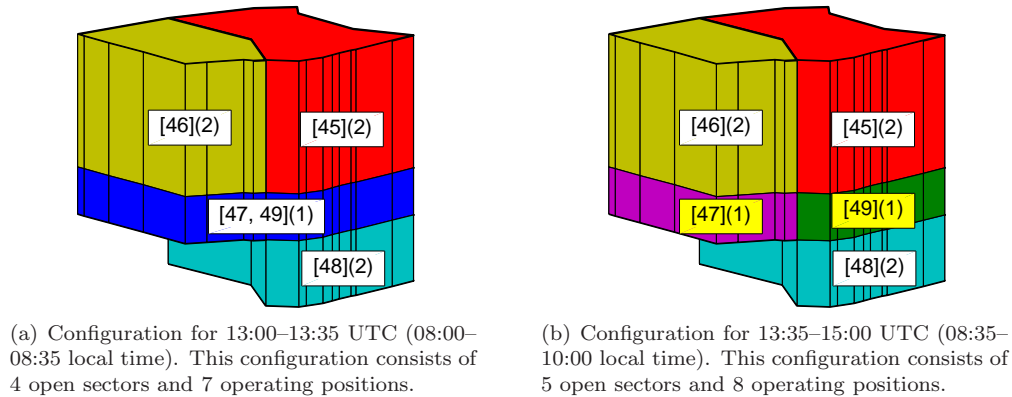 [46](2)
[45](2)
[47, 49](1)
[48](2)
[46](2)
[45](2)
[47](1)
[49](1)
[48](2)
(a) Configuration for 13:00–13:35 UTC (08:00–
08:35 local time). This configuration consists of
4 open sectors and 7 operating positions.
(b) Configuration for 13:35–15:00 UTC (08:35–
10:00 local time). This configuration consists of
5 open sectors and 8 operating positions.